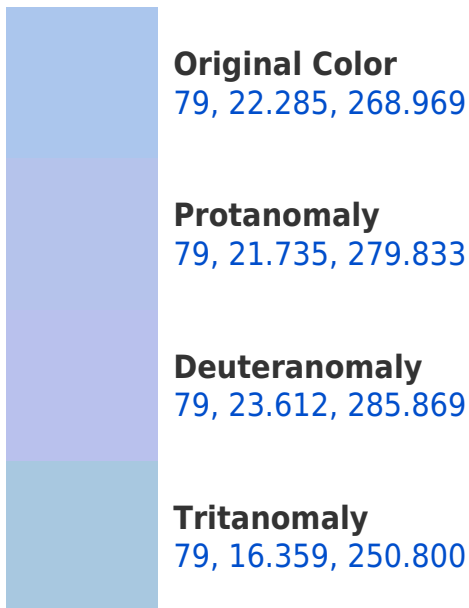 Original Color
79, 22.285, 268.969
Protanomaly
79, 21.735, 279.833
Deuteranomaly
79, 23.612, 285.869
Tritanomaly
79, 16.359, 250.800